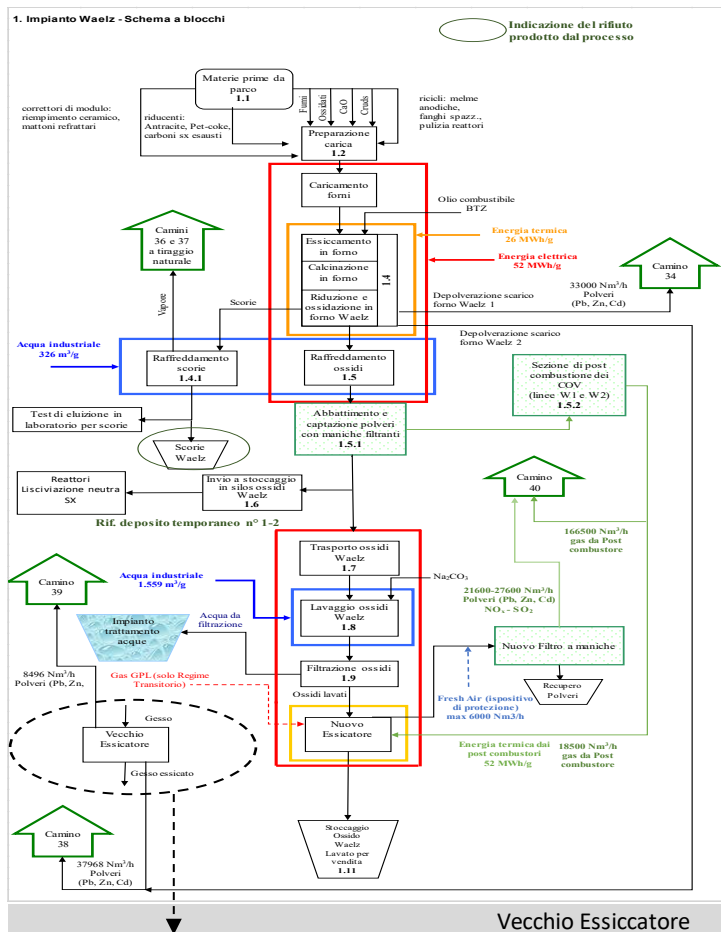 1. Impianto Waelz - Schema a blocchi
Indicazione del rifiuto
prodotto dal processo
Materie prime da
parco
1.1
correttori di modulo:
riempimento ceramico,
mattoni refrattari
riducenti:
Antracite, Pet-coke,
carboni sx esausti
Fumi
Ossidati
CaO
Cruds
ricicli: melme
anodiche,
fanghi spazz.,
pulizia reattori
Preparazione
carica
1.2
Caricamento
forni
Olio combustibile
BTZ
Camini
36 e 37
a tiraggio
naturale
Energia termica
26 MWh/g
Energia elettrica
52 MWh/g
Essiccamento
in forno
Calcinazione
in forno
Riduzione e
ossidazione in
forno Waelz
1.4
Camino
34
33000 Nm³/h
Polveri
(Pb, Zn, Cd)
Depolverazione scarico
forno Waelz 1
Scorie
Vapore
Depolverazione scarico
forno Waelz 2
Acqua industriale
326 m³/g
Raffreddamento
scorie
1.4.1
Raffreddamento
ossidi
1.5
Sezione di post
combustione dei
COV
(linee W1 e W2)
1.5.2
Test di eluizione in
laboratorio per scorie
Abbattimento e
captazione polveri
con maniche filtranti
1.5.1
Scorie
Waelz
Reattori
Lisciviazione neutra
SX
Invio a stoccaggio
in silos ossidi
Waelz
1.6
Camino
40
Rif. deposito temporaneo n° 1-2
166500 Nm³/h
gas da Post
combustore
Trasporto ossidi
Waelz
1.7
Camino
39
Acqua industriale
1.559 m³/g
Na₂CO₃
21600-27600Nm³/h
Polveri (Pb, Zn, Cd)
NOₓ - SO₂
Lavaggio ossidi
Waelz
1.8
Impianto
trattamento
acque
Acqua da
filtrazione
Nuovo Filtro a maniche
Filtrazione ossidi
1.9
8496 Nm³/h
Polveri (Pb, Zn,
Gas GPL (solo Regime
Transitorio)
Ossidi lavati
Recupero
Polveri
Fresh Air (ispositivo
di protezione)
max 6000 Nm3/h
Gesso
Vecchio
Essicatore
Gesso essicato
Nuovo
Essicatore
Energia termica dai
post combustori
52 MWh/g
18500Nm³/h
gas da Post
combustore
Camino
38
37968 Nm³/h
Polveri
(Pb, Zn, Cd)
Stoccaggio
Ossido
Waelz
Lavato per
vendita
1.11
Vecchio Essiccatore